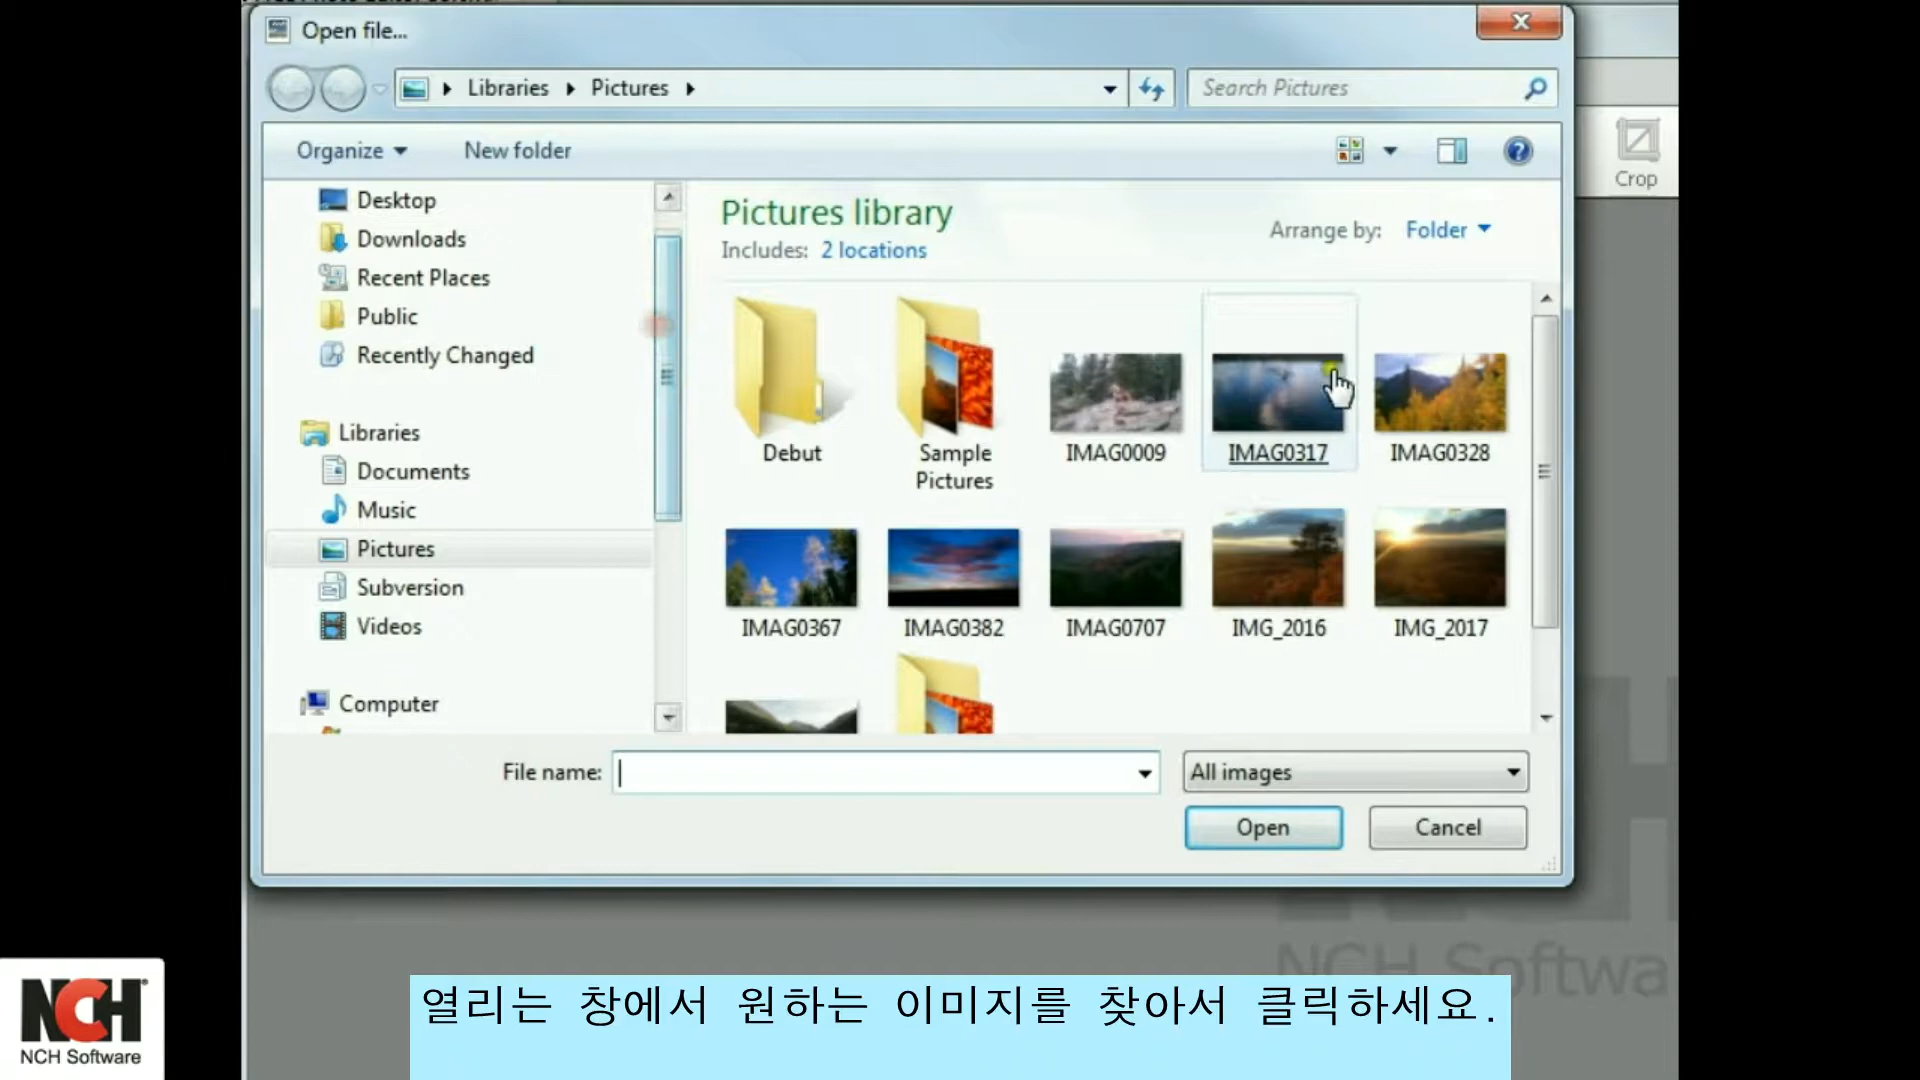 Open file...
Libraries Pictures
Search Pictures
Organize New folder
Crop
Desktop
Downloads
Recent Places
Public
Recently Changed
Libraries
Documents
Music
Pictures
Subversion
Videos
Computer
Pictures library
Includes: 2 locations
Arrange by: Folder
Debut
Sample
Pictures
IMAG0009
IMAG0317
IMAG0328
IMAG0367
IMAG0382
IMAG0707
IMG_2016
IMG_2017
File name:
All images
Open
Cancel
NCH Softwa
NCH
NCH Software
열리는 창에서 원하는 이미지를 찾아서 클릭하세요.